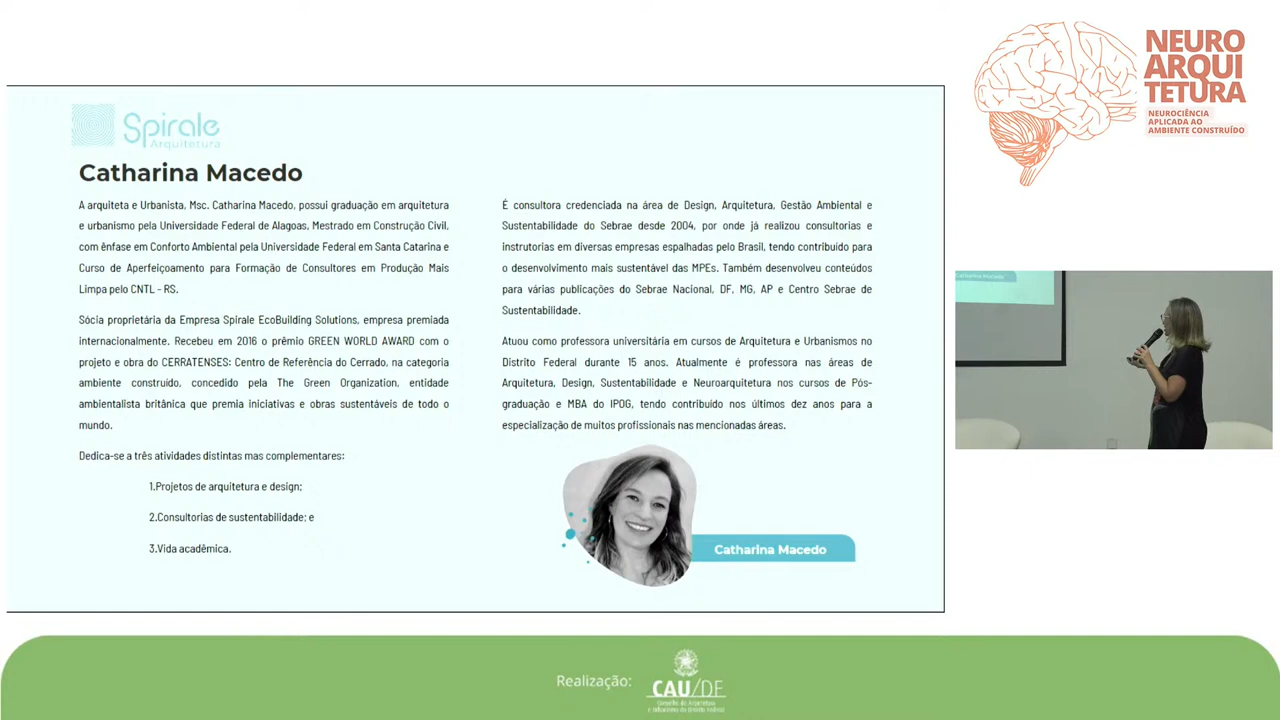 Spirale
Arquitetura
Catharina Macedo
A arquiteta e Urbanista, Msc. Catharina Macedo, possui graduação em arquitetura
e urbanismo pela Universidade Federal de Alagoas, Mestrado em Construção Civil,
com ênfase em Conforto Ambiental pela Universidade Federal em Santa Catarina e
Curso de Aperfeiçoamento para Formação de Consultores em Produção Mais
Limpa pelo CNTL - RS.
Sócia proprietária da Empresa Spirale EcoBuilding Solutions, empresa premiada
internacionalmente. Recebeu em 2016 o prêmio GREEN WORLD AWARD com o
projeto e obra do CERRATENSES: Centro de Referência do Cerrado, na categoria
ambiente construído, concedido pela The Green Organization, entidade
ambientalista britânica que premia iniciativas e obras sustentáveis de todo o
mundo.
Dedica-se a três atividades distintas mas complementares:
1.Projetos de arquitetura e design;
2.Consultorias de sustentabilidade; e
3.Vida acadêmica.
É consultora credenciada na área de Design, Arquitetura, Gestão Ambiental e
Sustentabilidade do Sebrae desde 2004, por onde já realizou consultorias e
instrutorias em diversas empresas espalhadas pelo Brasil, tendo contribuído para
o desenvolvimento mais sustentável das MPEs. Também desenvolveu conteúdos
para várias publicações do Sebrae Nacional, DF, MG, AP e Centro Sebrae de
Sustentabilidade.
Atuou como professora universitária em cursos de Arquitetura e Urbanismos no
Distrito Federal durante 15 anos. Atualmente é professora nas áreas de
Arquitetura, Design, Sustentabilidade e Neuroarquitetura nos cursos de Pós-
graduação e MBA do IPOG, tendo contribuído nos últimos dez anos para a
especialização de muitos profissionais nas mencionadas áreas.
Catharina Macedo
NEURO
ARQUI
TETURA
NEUROCIÊNCIA
APLICADA AO
AMBIENTE CONSTRUÍDO
Catharina Macedo
Realização:
CAU/DF
Conselho de Arquitetura
e Urbanismo do Distrito Federal